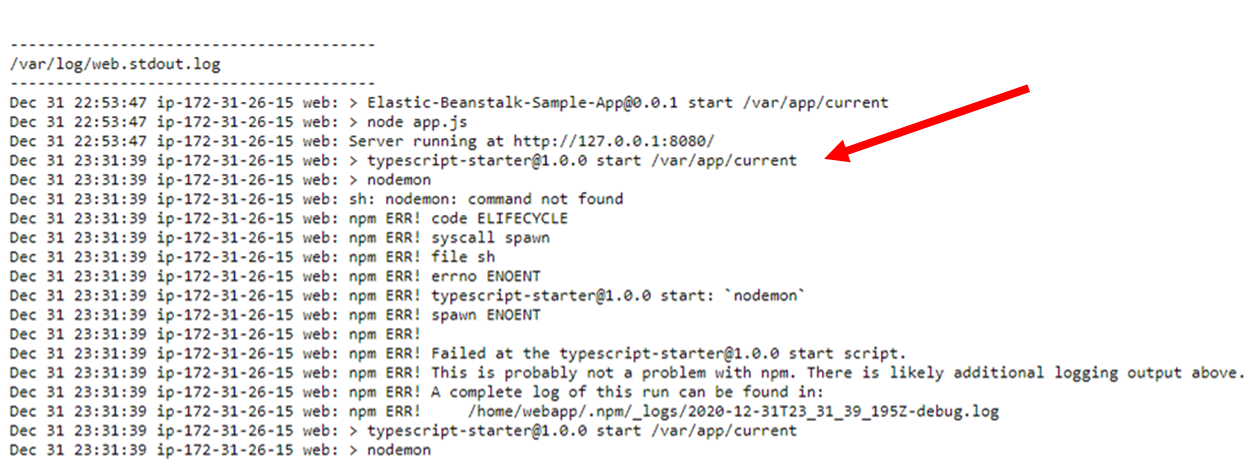 ----------------------------------------
/var/log/web.stdout.log
----------------------------------------
Dec 31 22:53:47 ip-172-31-26-15 web: > Elastic-Beanstalk-Sample-App@0.0.1 start /var/app/current
Dec 31 22:53:47 ip-172-31-26-15 web: > node app.js
Dec 31 22:53:47 ip-172-31-26-15 web: Server running at http://127.0.0.1:8080/
Dec 31 23:31:39 ip-172-31-26-15 web: > typescript-starter@1.0.0 start /var/app/current
Dec 31 23:31:39 ip-172-31-26-15 web: > nodemon
Dec 31 23:31:39 ip-172-31-26-15 web: sh: nodemon: command not found
Dec 31 23:31:39 ip-172-31-26-15 web: npm ERR! code ELIFECYCLE
Dec 31 23:31:39 ip-172-31-26-15 web: npm ERR! syscall spawn
Dec 31 23:31:39 ip-172-31-26-15 web: npm ERR! file sh
Dec 31 23:31:39 ip-172-31-26-15 web: npm ERR! errno ENOENT
Dec 31 23:31:39 ip-172-31-26-15 web: npm ERR! typescript-starter@1.0.0 start: `nodemon`
Dec 31 23:31:39 ip-172-31-26-15 web: npm ERR! spawn ENOENT
Dec 31 23:31:39 ip-172-31-26-15 web: npm ERR!
Dec 31 23:31:39 ip-172-31-26-15 web: npm ERR! Failed at the typescript-starter@1.0.0 start script.
Dec 31 23:31:39 ip-172-31-26-15 web: npm ERR! This is probably not a problem with npm. There is likely additional logging output above.
Dec 31 23:31:39 ip-172-31-26-15 web: npm ERR! A complete log of this run can be found in:
Dec 31 23:31:39 ip-172-31-26-15 web: npm ERR!     /home/webapp/.npm/_logs/2020-12-31T23_31_39_195Z-debug.log
Dec 31 23:31:39 ip-172-31-26-15 web: > typescript-starter@1.0.0 start /var/app/current
Dec 31 23:31:39 ip-172-31-26-15 web: > nodemon